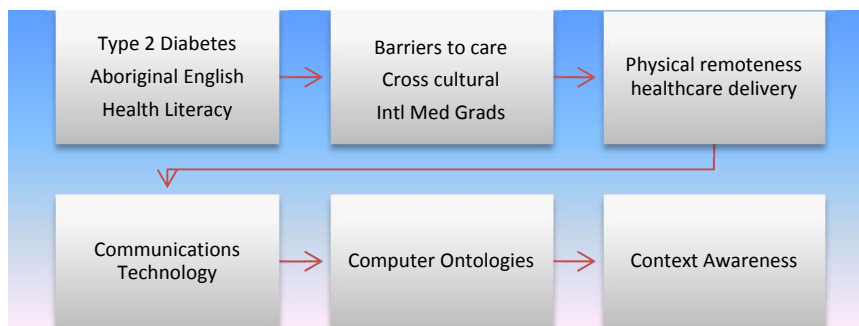 Type 2 Diabetes
Aboriginal English
Health Literacy
Barriers to care
Cross cultural
Intl Med Grads
Physical remoteness
healthcare delivery
Communications
Technology
Computer Ontologies
Context Awareness